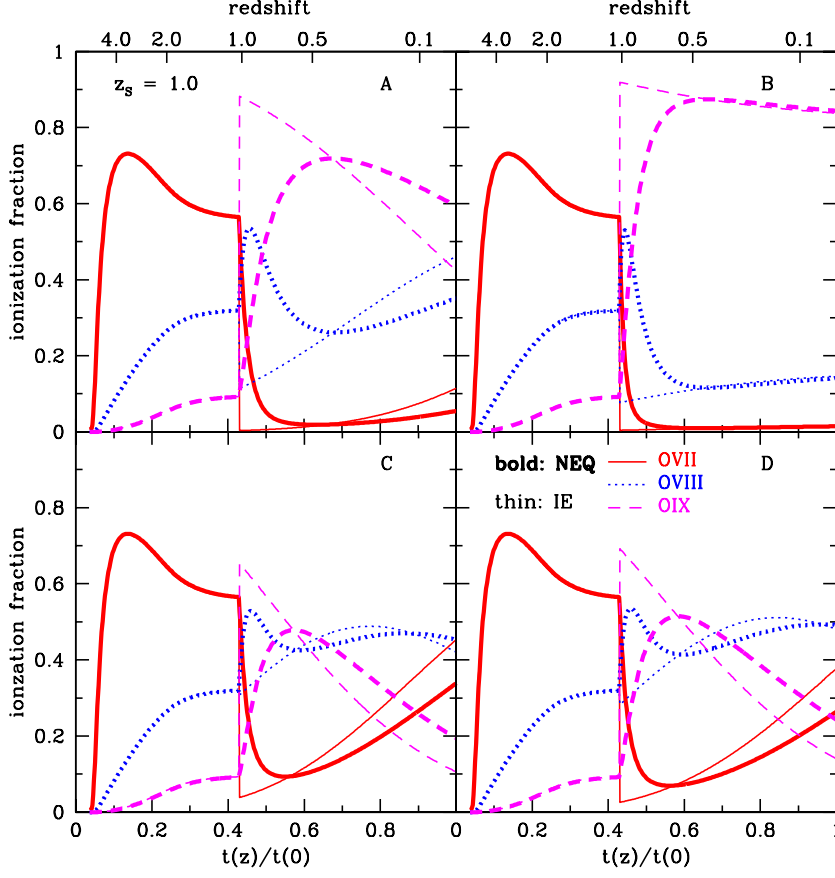 redshift redshift
4.0 2.0 1.0 0.5 0.1 4.0 2.0 1.0 0.5 0.1
1
z_s = 1.0 A B
0.8
0.6
0.4
0.2
0
ionization fraction
C bold: NEQ OVII D
OVIII
thin: IE OIX
0.8
0.6
0.4
0.2
0
ionzation fraction
0 0.2 0.4 0.6 0.8 0 0.2 0.4 0.6 0.8 1
t(z)/t(0) t(z)/t(0)